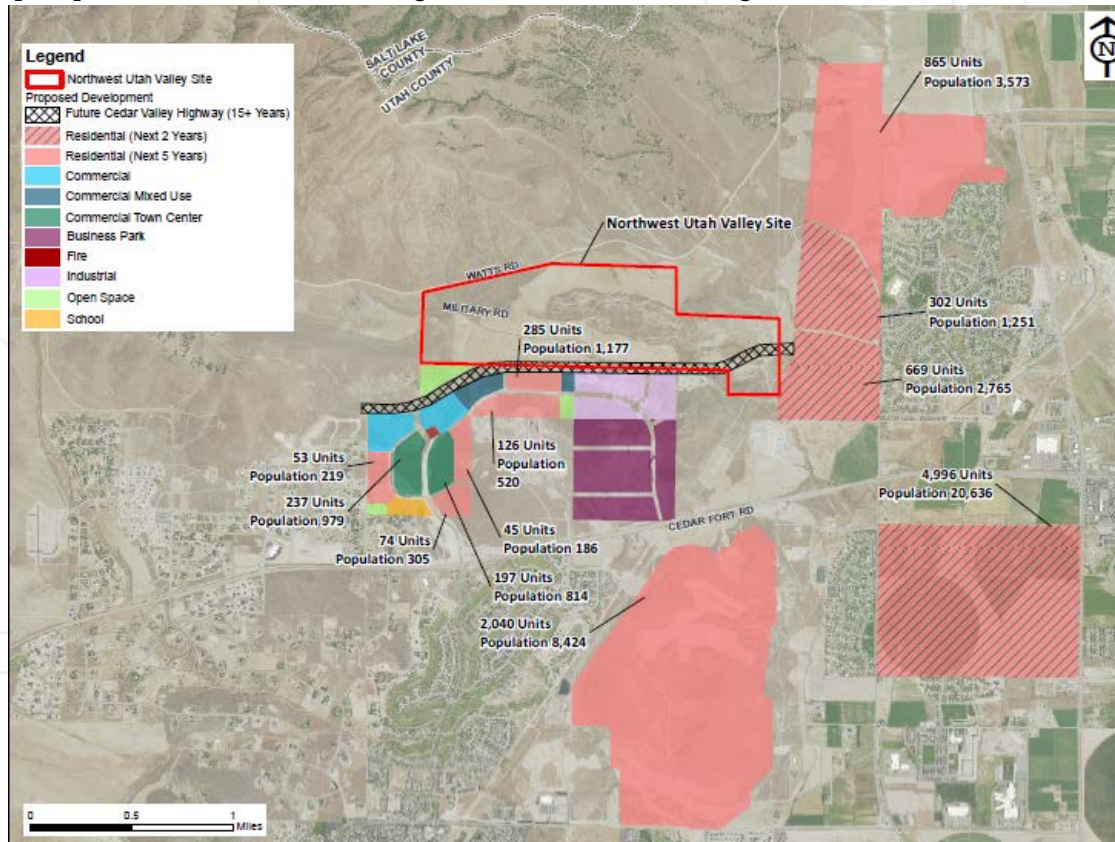 Legend
Northwest Utah Valley Site
Proposed Development
Future Cedar Valley Highway (15+ Years)
Residential (Next 2 Years)
Residential (Next 5 Years)
Commercial
Commercial Mixed Use
Commercial Town Center
Business Park
Fire
Industrial
Open Space
School
SALT LAKE
COUNTY
UTAH COUNTY
N
865 Units
Population 3,573
Northwest Utah Valley Site
WATTS RD
MILITARY RD
302 Units
Population 1,251
285 Units
Population 1,177
669 Units
Population 2,765
126 Units
Population
520
53 Units
Population 219
237 Units
Population 979
4,996 Units
Population 20,636
CEDAR FORT RD
74 Units
Population 305
45 Units
Population 186
197 Units
Population 814
2,040 Units
Population 8,424
0 0.5 1
Miles